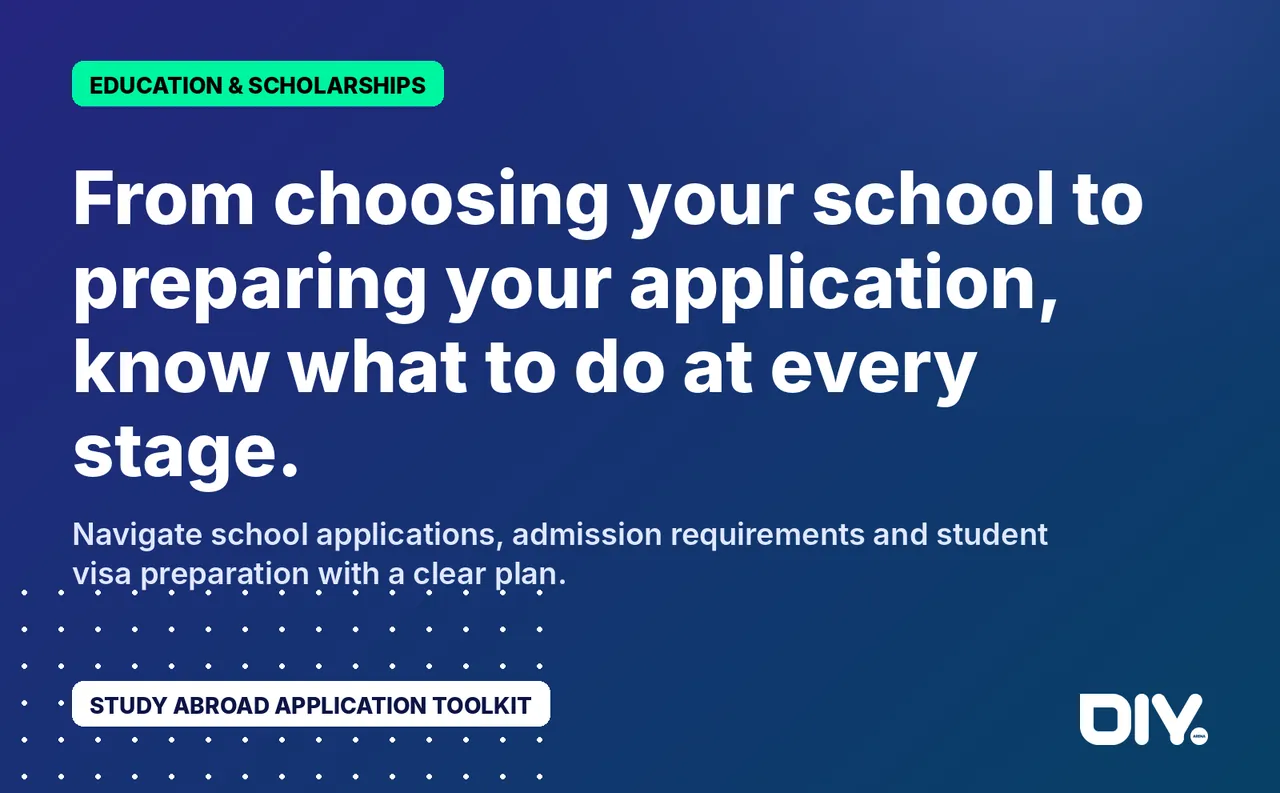 EDUCATION & SCHOLARSHIPS
From choosing your school to
preparing your application,
know what to do at every
stage.
Navigate school applications, admission requirements and student
visa preparation with a clear plan.
STUDY ABROAD APPLICATION TOOLKIT
DIY.